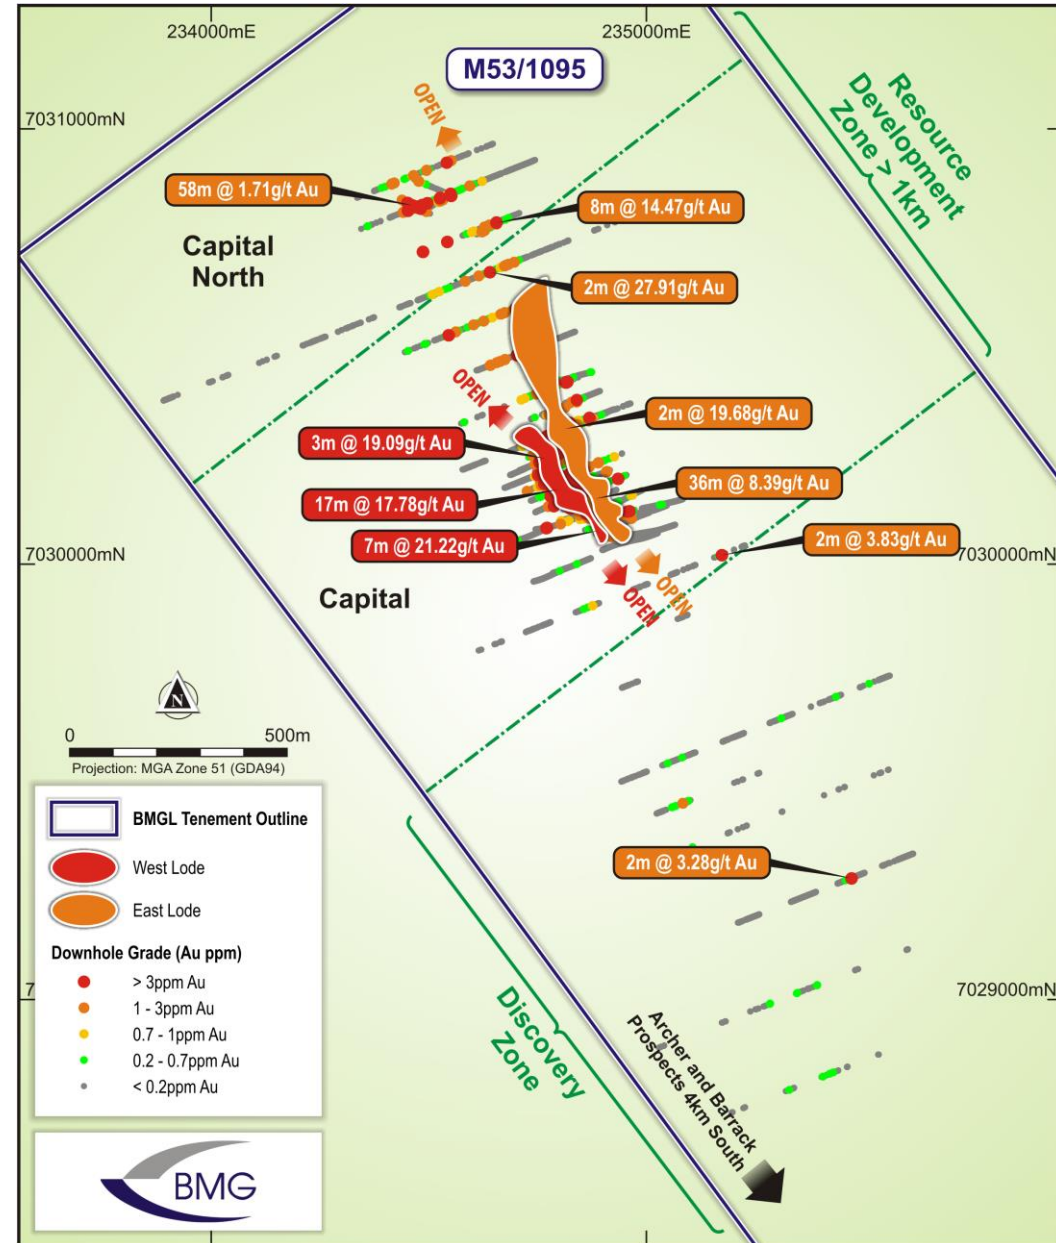 234000mE
235000mE
M53/1095
7031000mN
OPEN
Resource
Development
Zone > 1km
58m @ 1.71g/t Au
8m @ 14.47g/t Au
Capital
North
2m @ 27.91g/t Au
OPEN
2m @ 19.68g/t Au
3m @ 19.09g/t Au
36m @ 8.39g/t Au
17m @ 17.78g/t Au
7m @ 21.22g/t Au
2m @ 3.83g/t Au
7030000mN
7030000mN
OPEN
OPEN
Capital
N
0 500m
Projection: MGA Zone 51 (GDA94)
BMGL Tenement Outline
West Lode
East Lode
Downhole Grade (Au ppm)
> 3ppm Au
1 - 3ppm Au
0.7 - 1ppm Au
0.2 - 0.7ppm Au
< 0.2ppm Au
2m @ 3.28g/t Au
7
7029000mN
Discovery
Zone
Archer and Barrack
Prospects 4km South
BMG